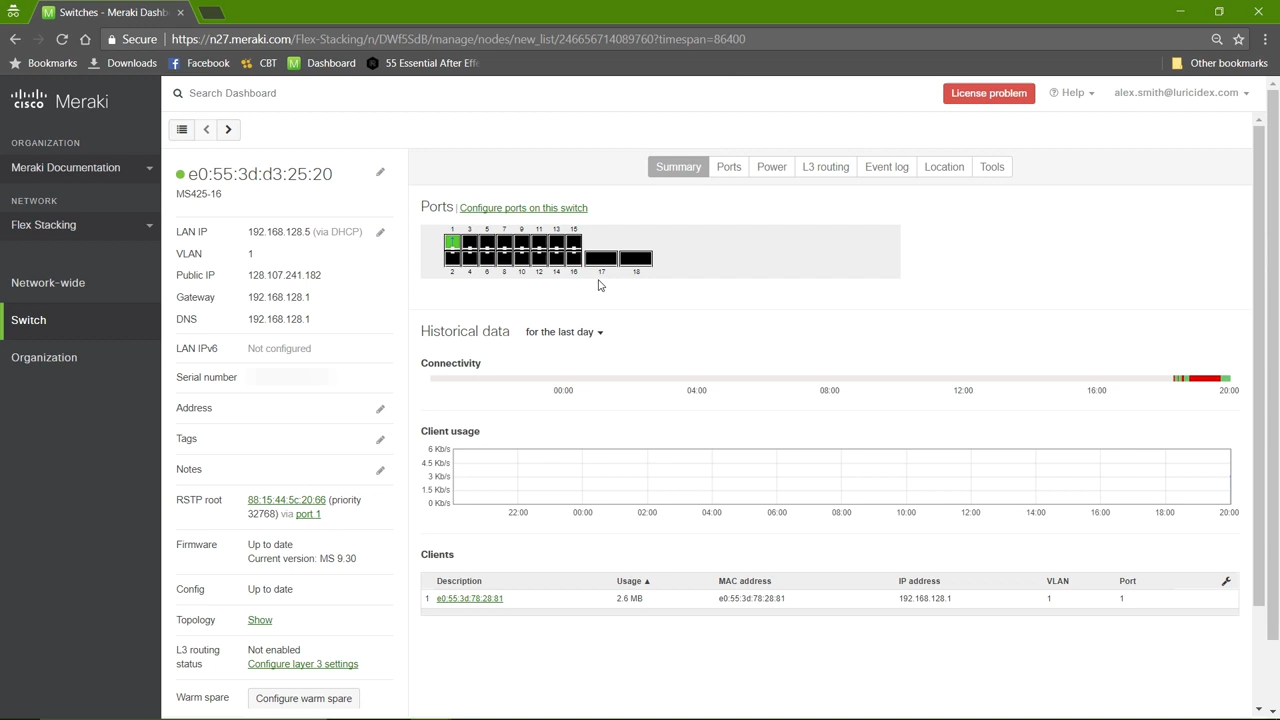 Switches - Meraki Dashb
Secure
https://n27.meraki.com/Flex-Stacking/n/DWf5SdB/manage/nodes/new_list/246656714089760?timespan=86400
Bookmarks
Downloads
Facebook
CBT
Dashboard
55 Essential After Effe
Other bookmarks
cisco Meraki
Search Dashboard
License problem
Help
alex.smith@luricidex.com
ORGANIZATION
Meraki Documentation
NETWORK
Flex Stacking
Network-wide
Switch
Organization
e0:55:3d:d3:25:20
MS425-16
LAN IP 192.168.128.5 (via DHCP)
VLAN 1
Public IP 128.107.241.182
Gateway 192.168.128.1
DNS 192.168.128.1
LAN IPv6 Not configured
Serial number
Address
Tags
Notes
RSTP root 88:15:44:5c:20:66 (priority
32768) via port 1
Firmware Up to date
Current version: MS 9.30
Config Up to date
Topology Show
L3 routing Not enabled
status Configure layer 3 settings
Warm spare Configure warm spare
Summary Ports Power L3 routing Event log Location Tools
Ports | Configure ports on this switch
1 3 5 7 9 11 13 15
2 4 6 8 10 12 14 16 17 18
Historical data for the last day
Connectivity
00:00 04:00 08:00 12:00 16:00 20:00
Client usage
6 Kb/s
4.5 Kb/s
3 Kb/s
1.5 Kb/s
0 Kb/s
22:00 00:00 02:00 04:00 06:00 08:00 10:00 12:00 14:00 16:00 18:00 20:00
Clients
Description Usage ▲ MAC address IP address VLAN Port
1 e0:55:3d:78:28:81 2.6 MB e0:55:3d:78:28:81 192.168.128.1 1 1